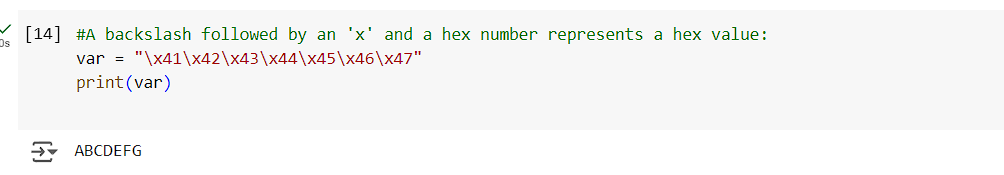 [14] #A backslash followed by an 'x' and a hex number represents a hex value:
0s
var = "\x41\x42\x43\x44\x45\x46\x47"
print(var)
ABCDEFG